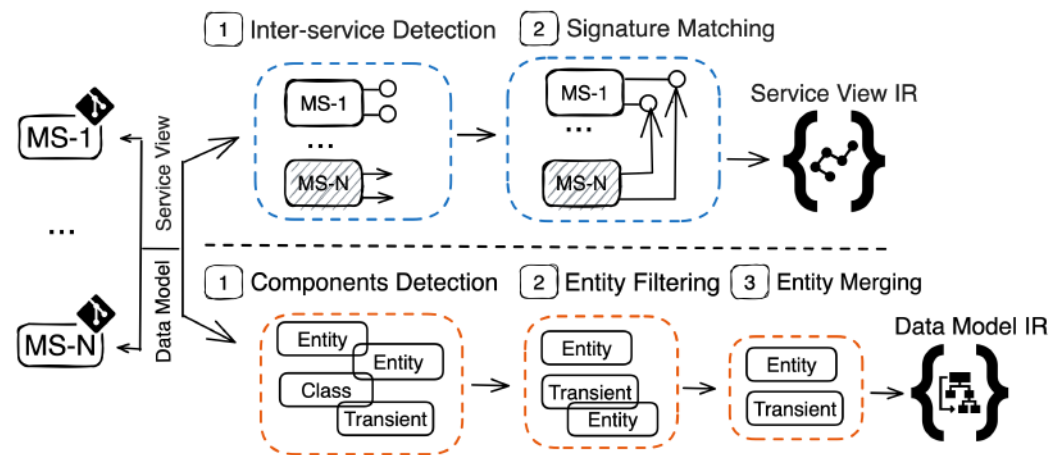 1 Inter-service Detection
2 Signature Matching
MS-1
...
MS-N
Service View
Data Model
MS-1
...
MS-N
MS-1
...
MS-N
Service View IR
1 Components Detection
2 Entity Filtering
3 Entity Merging
Entity
Entity
Class
Transient
Entity
Transient
Entity
Entity
Transient
Data Model IR